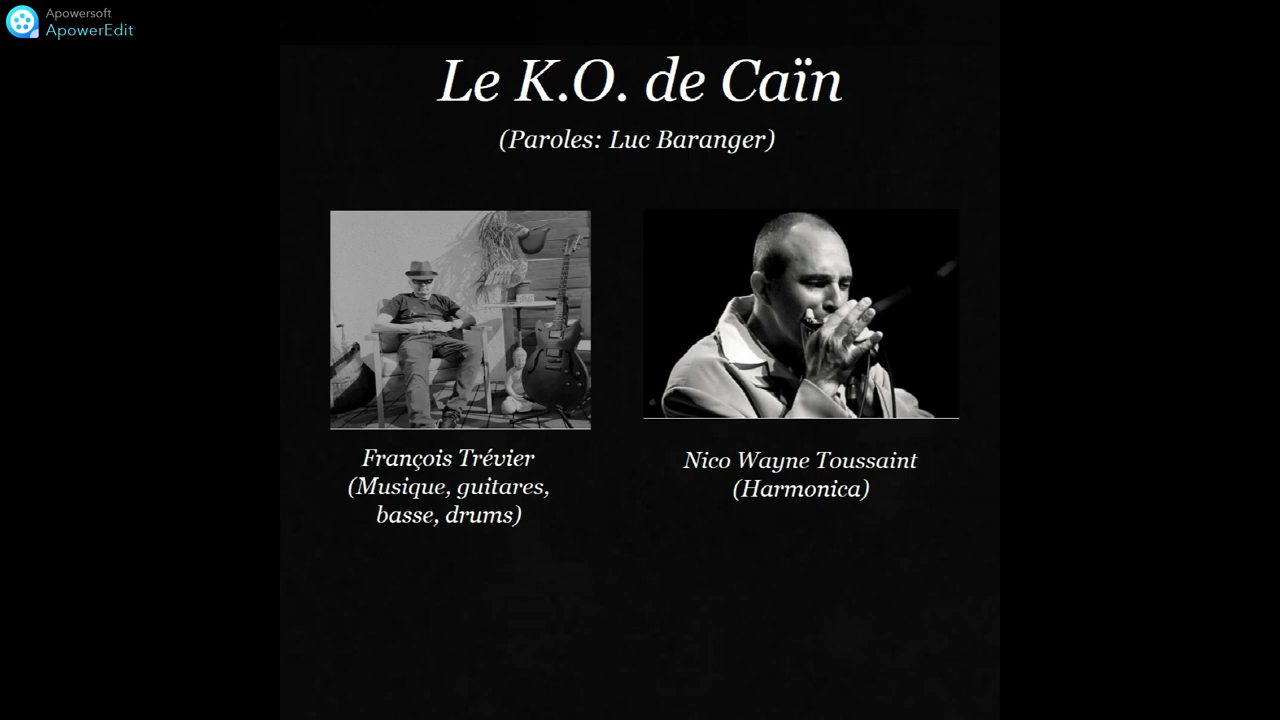 Apowersoft
ApowerEdit
Le K.O. de Caïn
(Paroles: Luc Baranger)
François Trévier
(Musique, guitares,
basse, drums)
Nico Wayne Toussaint
(Harmonica)